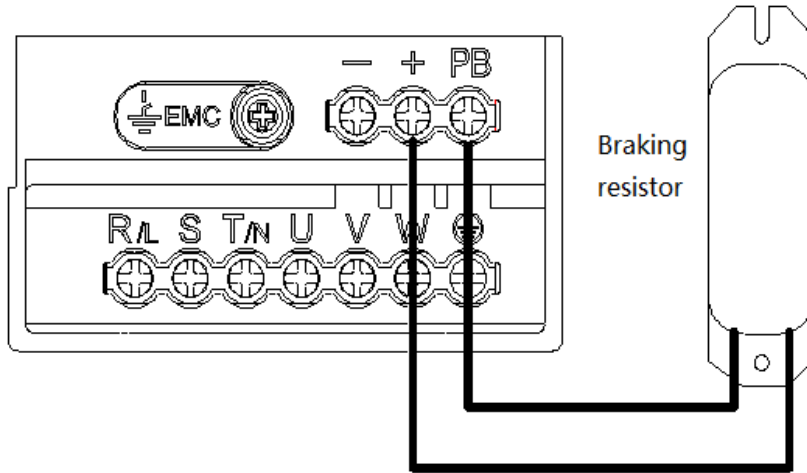 — + PB
EMC
Braking
resistor
R/L S T/N U V W